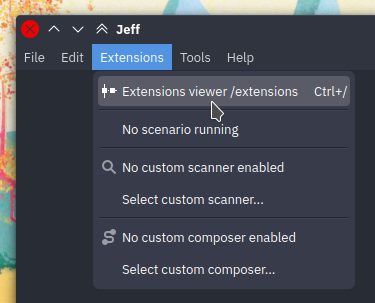 Jeff
File Edit Extensions Tools Help
Extensions viewer /extensions Ctrl+/
No scenario running
No custom scanner enabled
Select custom scanner...
No custom composer enabled
Select custom composer...